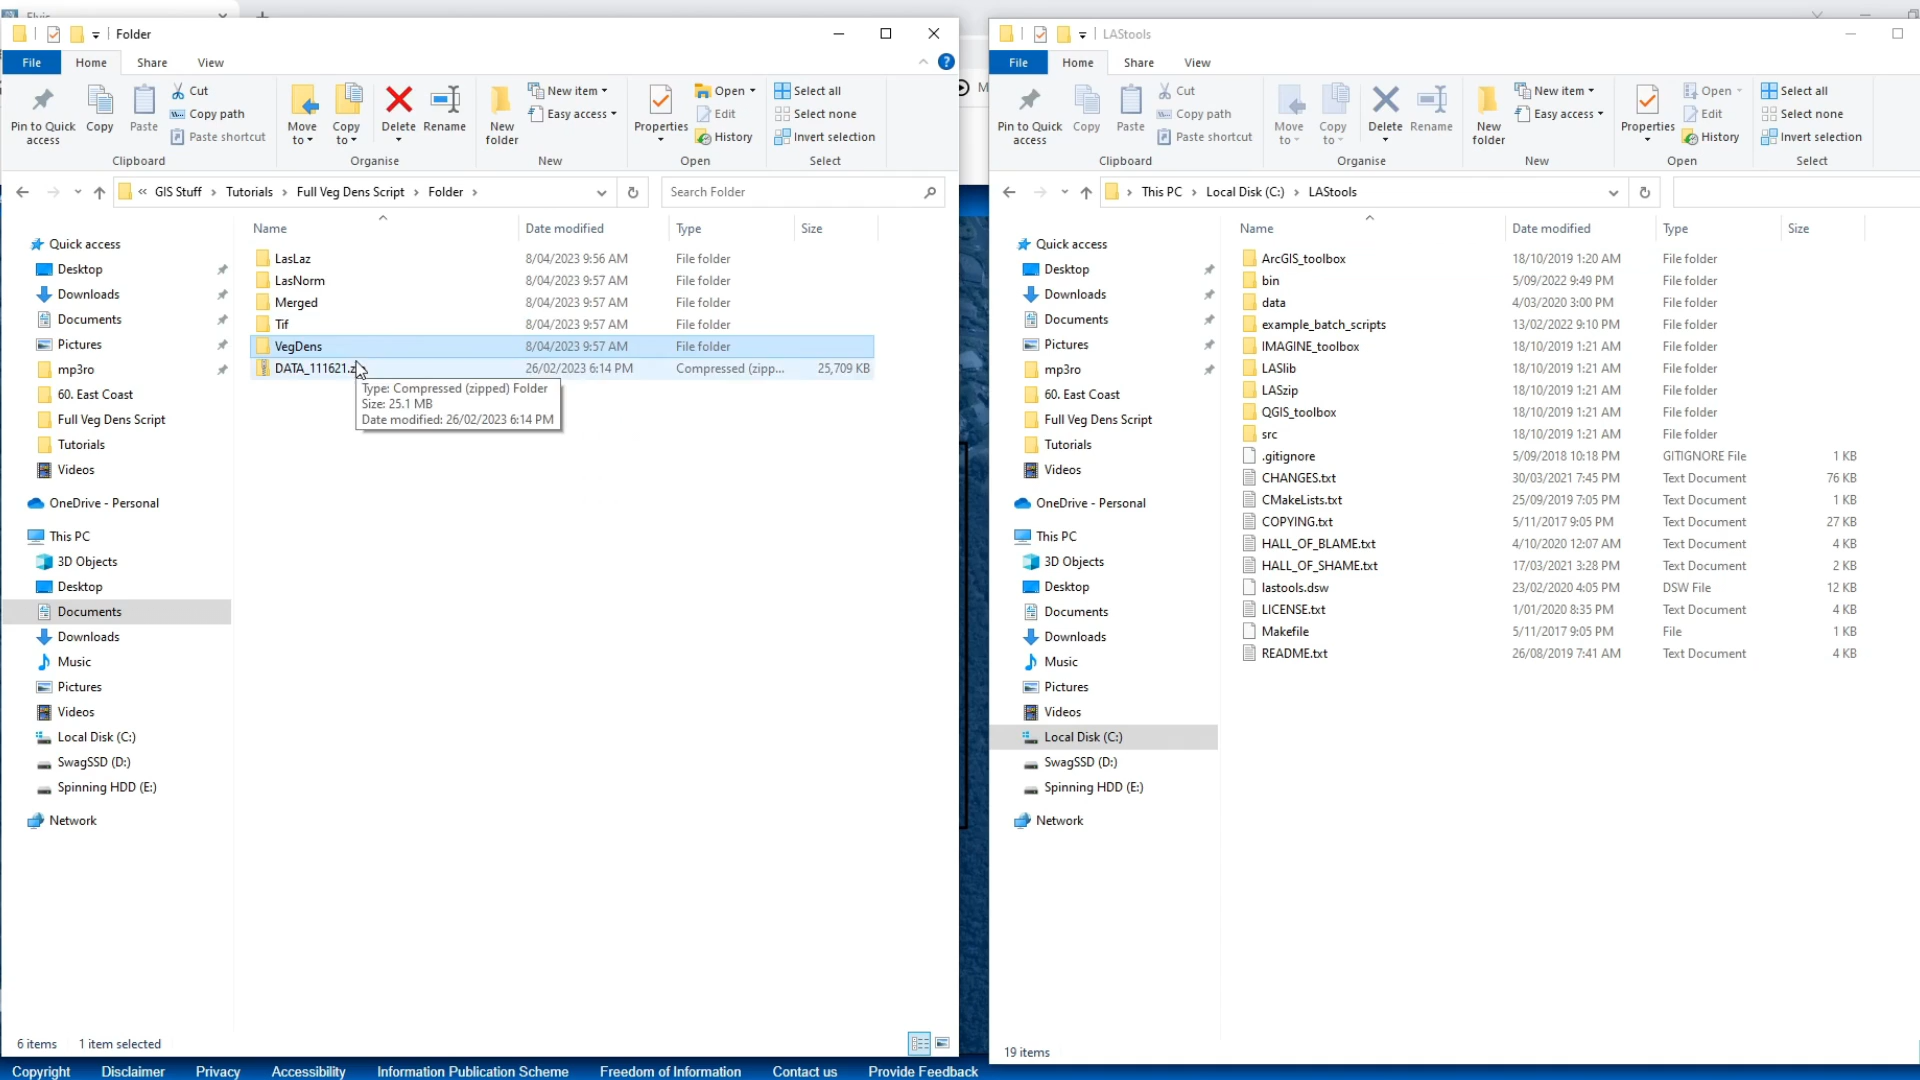 Elvis
Folder
File Home Share View
Pin to Quick access
Copy
Paste
Cut
Copy path
Paste shortcut
Clipboard
Move to
Copy to
Delete
Rename
Organise
New folder
New item
Easy access
New
Properties
Open
Edit
History
Open
Select all
Select none
Invert selection
Select
« GIS Stuff › Tutorials › Full Veg Dens Script › Folder ›
Search Folder
Quick access
Desktop
Downloads
Documents
Pictures
mp3ro
60. East Coast
Full Veg Dens Script
Tutorials
Videos
OneDrive - Personal
This PC
3D Objects
Desktop
Documents
Downloads
Music
Pictures
Videos
Local Disk (C:)
SwagSSD (D:)
Spinning HDD (E:)
Network
Name Date modified Type Size
LasLaz 8/04/2023 9:56 AM File folder
LasNorm 8/04/2023 9:57 AM File folder
Merged 8/04/2023 9:57 AM File folder
Tif 8/04/2023 9:57 AM File folder
VegDens 8/04/2023 9:57 AM File folder
DATA_111621.z 26/02/2023 6:14 PM Compressed (zipp... 25,709 KB
Type: Compressed (zipped) Folder
Size: 25.1 MB
Date modified: 26/02/2023 6:14 PM
6 items 1 item selected
LAStools
File Home Share View
Pin to Quick access
Copy
Paste
Cut
Copy path
Paste shortcut
Clipboard
Move to
Copy to
Delete
Rename
Organise
New folder
New item
Easy access
New
Properties
Open
Edit
History
Open
Select all
Select none
Invert selection
Select
› This PC › Local Disk (C:) › LAStools
Quick access
Desktop
Downloads
Documents
Pictures
mp3ro
60. East Coast
Full Veg Dens Script
Tutorials
Videos
OneDrive - Personal
This PC
3D Objects
Desktop
Documents
Downloads
Music
Pictures
Videos
Local Disk (C:)
SwagSSD (D:)
Spinning HDD (E:)
Network
Name Date modified Type Size
ArcGIS_toolbox 18/10/2019 1:20 AM File folder
bin 5/09/2022 9:49 PM File folder
data 4/03/2020 3:00 PM File folder
example_batch_scripts 13/02/2022 9:10 PM File folder
IMAGINE_toolbox 18/10/2019 1:21 AM File folder
LASlib 18/10/2019 1:21 AM File folder
LASzip 18/10/2019 1:21 AM File folder
QGIS_toolbox 18/10/2019 1:21 AM File folder
src 18/10/2019 1:21 AM File folder
.gitignore 5/09/2018 10:18 PM GITIGNORE File 1 KB
CHANGES.txt 30/03/2021 7:45 PM Text Document 76 KB
CMakeLists.txt 25/09/2019 7:05 PM Text Document 1 KB
COPYING.txt 5/11/2017 9:05 PM Text Document 27 KB
HALL_OF_BLAME.txt 4/10/2020 12:07 AM Text Document 4 KB
HALL_OF_SHAME.txt 17/03/2021 3:28 PM Text Document 2 KB
lastools.dsw 23/02/2020 4:05 PM DSW File 12 KB
LICENSE.txt 1/01/2020 8:35 PM Text Document 4 KB
Makefile 5/11/2017 9:05 PM File 1 KB
README.txt 26/08/2019 7:41 AM Text Document 4 KB
19 items
Copyright Disclaimer Privacy Accessibility Information Publication Scheme Freedom of Information Contact us Provide Feedback